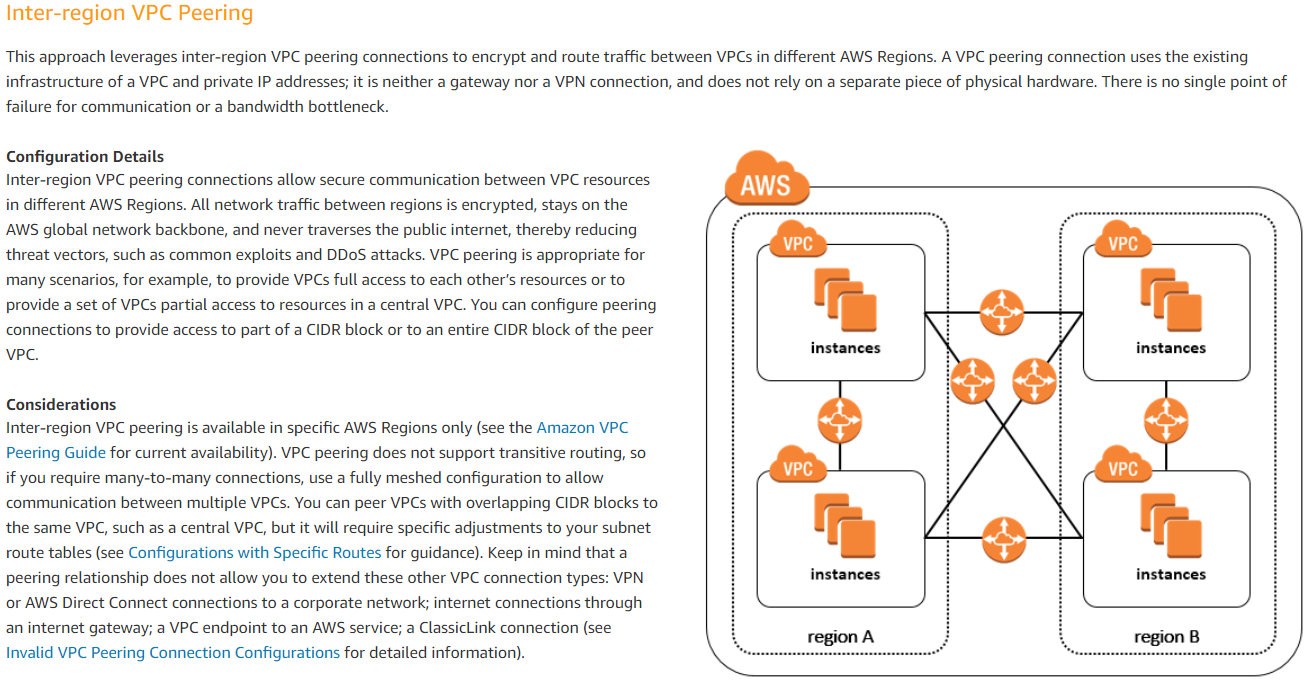 Inter-region VPC Peering
This approach leverages inter-region VPC peering connections to encrypt and route traffic between VPCs in different AWS Regions. A VPC peering connection uses the existing
infrastructure of a VPC and private IP addresses; it is neither a gateway nor a VPN connection, and does not rely on a separate piece of physical hardware. There is no single point of
failure for communication or a bandwidth bottleneck.
Configuration Details
Inter-region VPC peering connections allow secure communication between VPC resources
in different AWS Regions. All network traffic between regions is encrypted, stays on the
AWS global network backbone, and never traverses the public internet, thereby reducing
threat vectors, such as common exploits and DDoS attacks. VPC peering is appropriate for
many scenarios, for example, to provide VPCs full access to each other’s resources or to
provide a set of VPCs partial access to resources in a central VPC. You can configure peering
connections to provide access to part of a CIDR block or to an entire CIDR block of the peer
VPC.
Considerations
Inter-region VPC peering is available in specific AWS Regions only (see the Amazon VPC
Peering Guide for current availability). VPC peering does not support transitive routing, so
if you require many-to-many connections, use a fully meshed configuration to allow
communication between multiple VPCs. You can peer VPCs with overlapping CIDR blocks to
the same VPC, such as a central VPC, but it will require specific adjustments to your subnet
route tables (see Configurations with Specific Routes for guidance). Keep in mind that a
peering relationship does not allow you to extend these other VPC connection types: VPN
or AWS Direct Connect connections to a corporate network; internet connections through
an internet gateway; a VPC endpoint to an AWS service; a ClassicLink connection (see
Invalid VPC Peering Connection Configurations for detailed information).
AWS
VPC
instances
VPC
instances
VPC
instances
VPC
instances
region A
region B